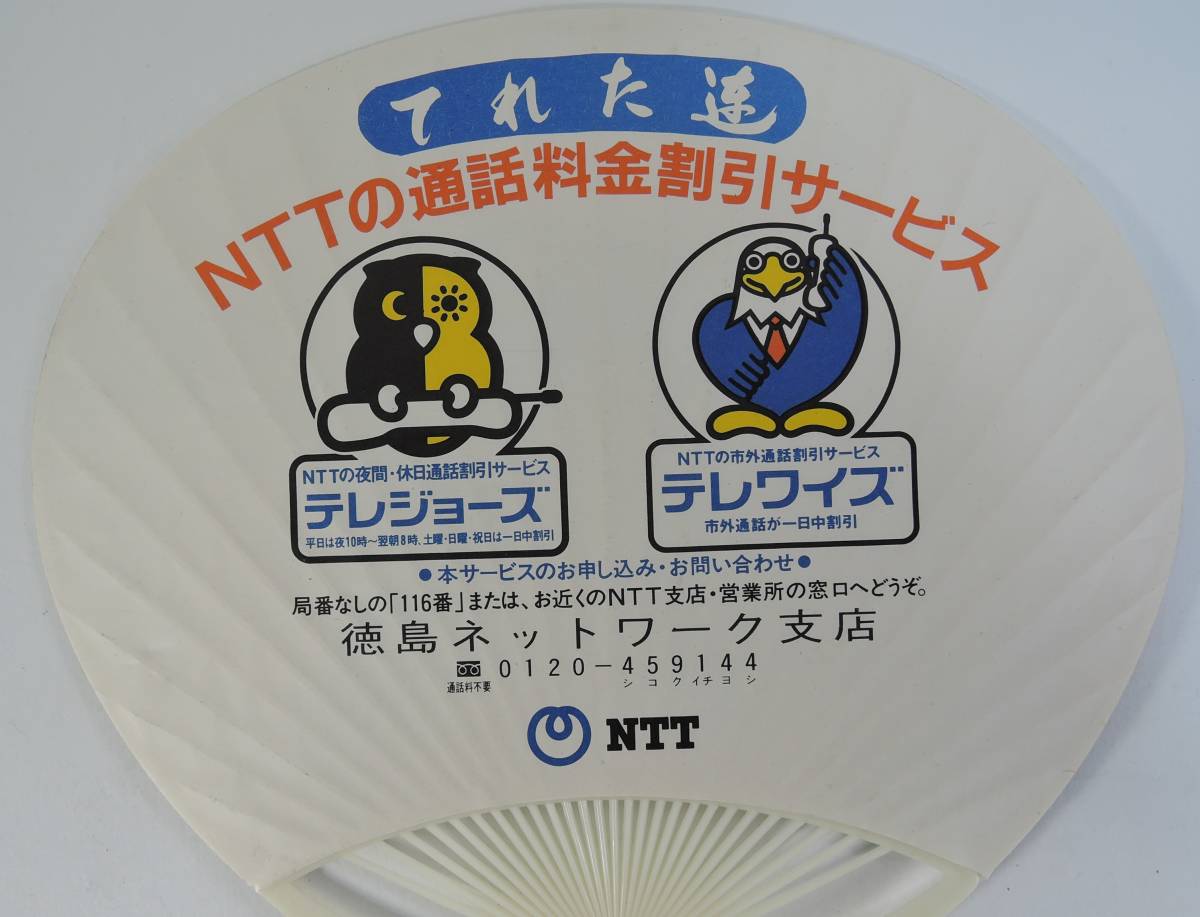 てれた連
NTTの通話料金割引サービス
NTTの夜間・休日通話割引サービス
テレジョーズ
平日は夜10時〜翌朝8時、土曜・日曜・祝日は一日中割引
NTTの市外通話割引サービス
テレワイズ
市外通話が一日中割引
●本サービスのお申し込み・お問い合わせ●
局番なしの「116番」または、お近くのNTT支店・営業所の窓口へどうぞ。
徳島ネットワーク支店
0120-459144
通話料不要
シコクイチヨシ
NTT